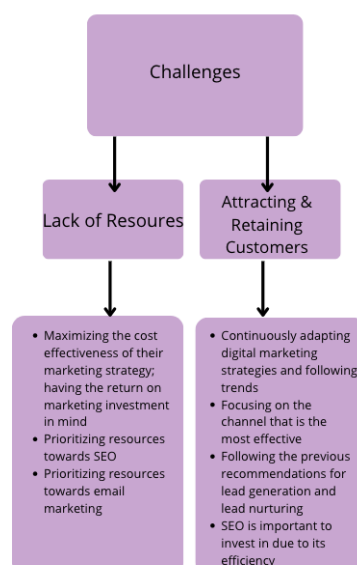 Challenges
Lack of Resoures
Attracting &
Retaining
Customers
• Maximizing the cost
effectiveness of their
marketing strategy;
having the return on
marketing investment
in mind
• Prioritizing resources
towards SEO
• Prioritizing resources
towards email
marketing
• Continuously adapting
digital marketing
strategies and following
trends
• Focusing on the
channel that is the
most effective
• Following the previous
recommendations for
lead generation and
lead nurturing
• SEO is important to
invest in due to its
efficiency